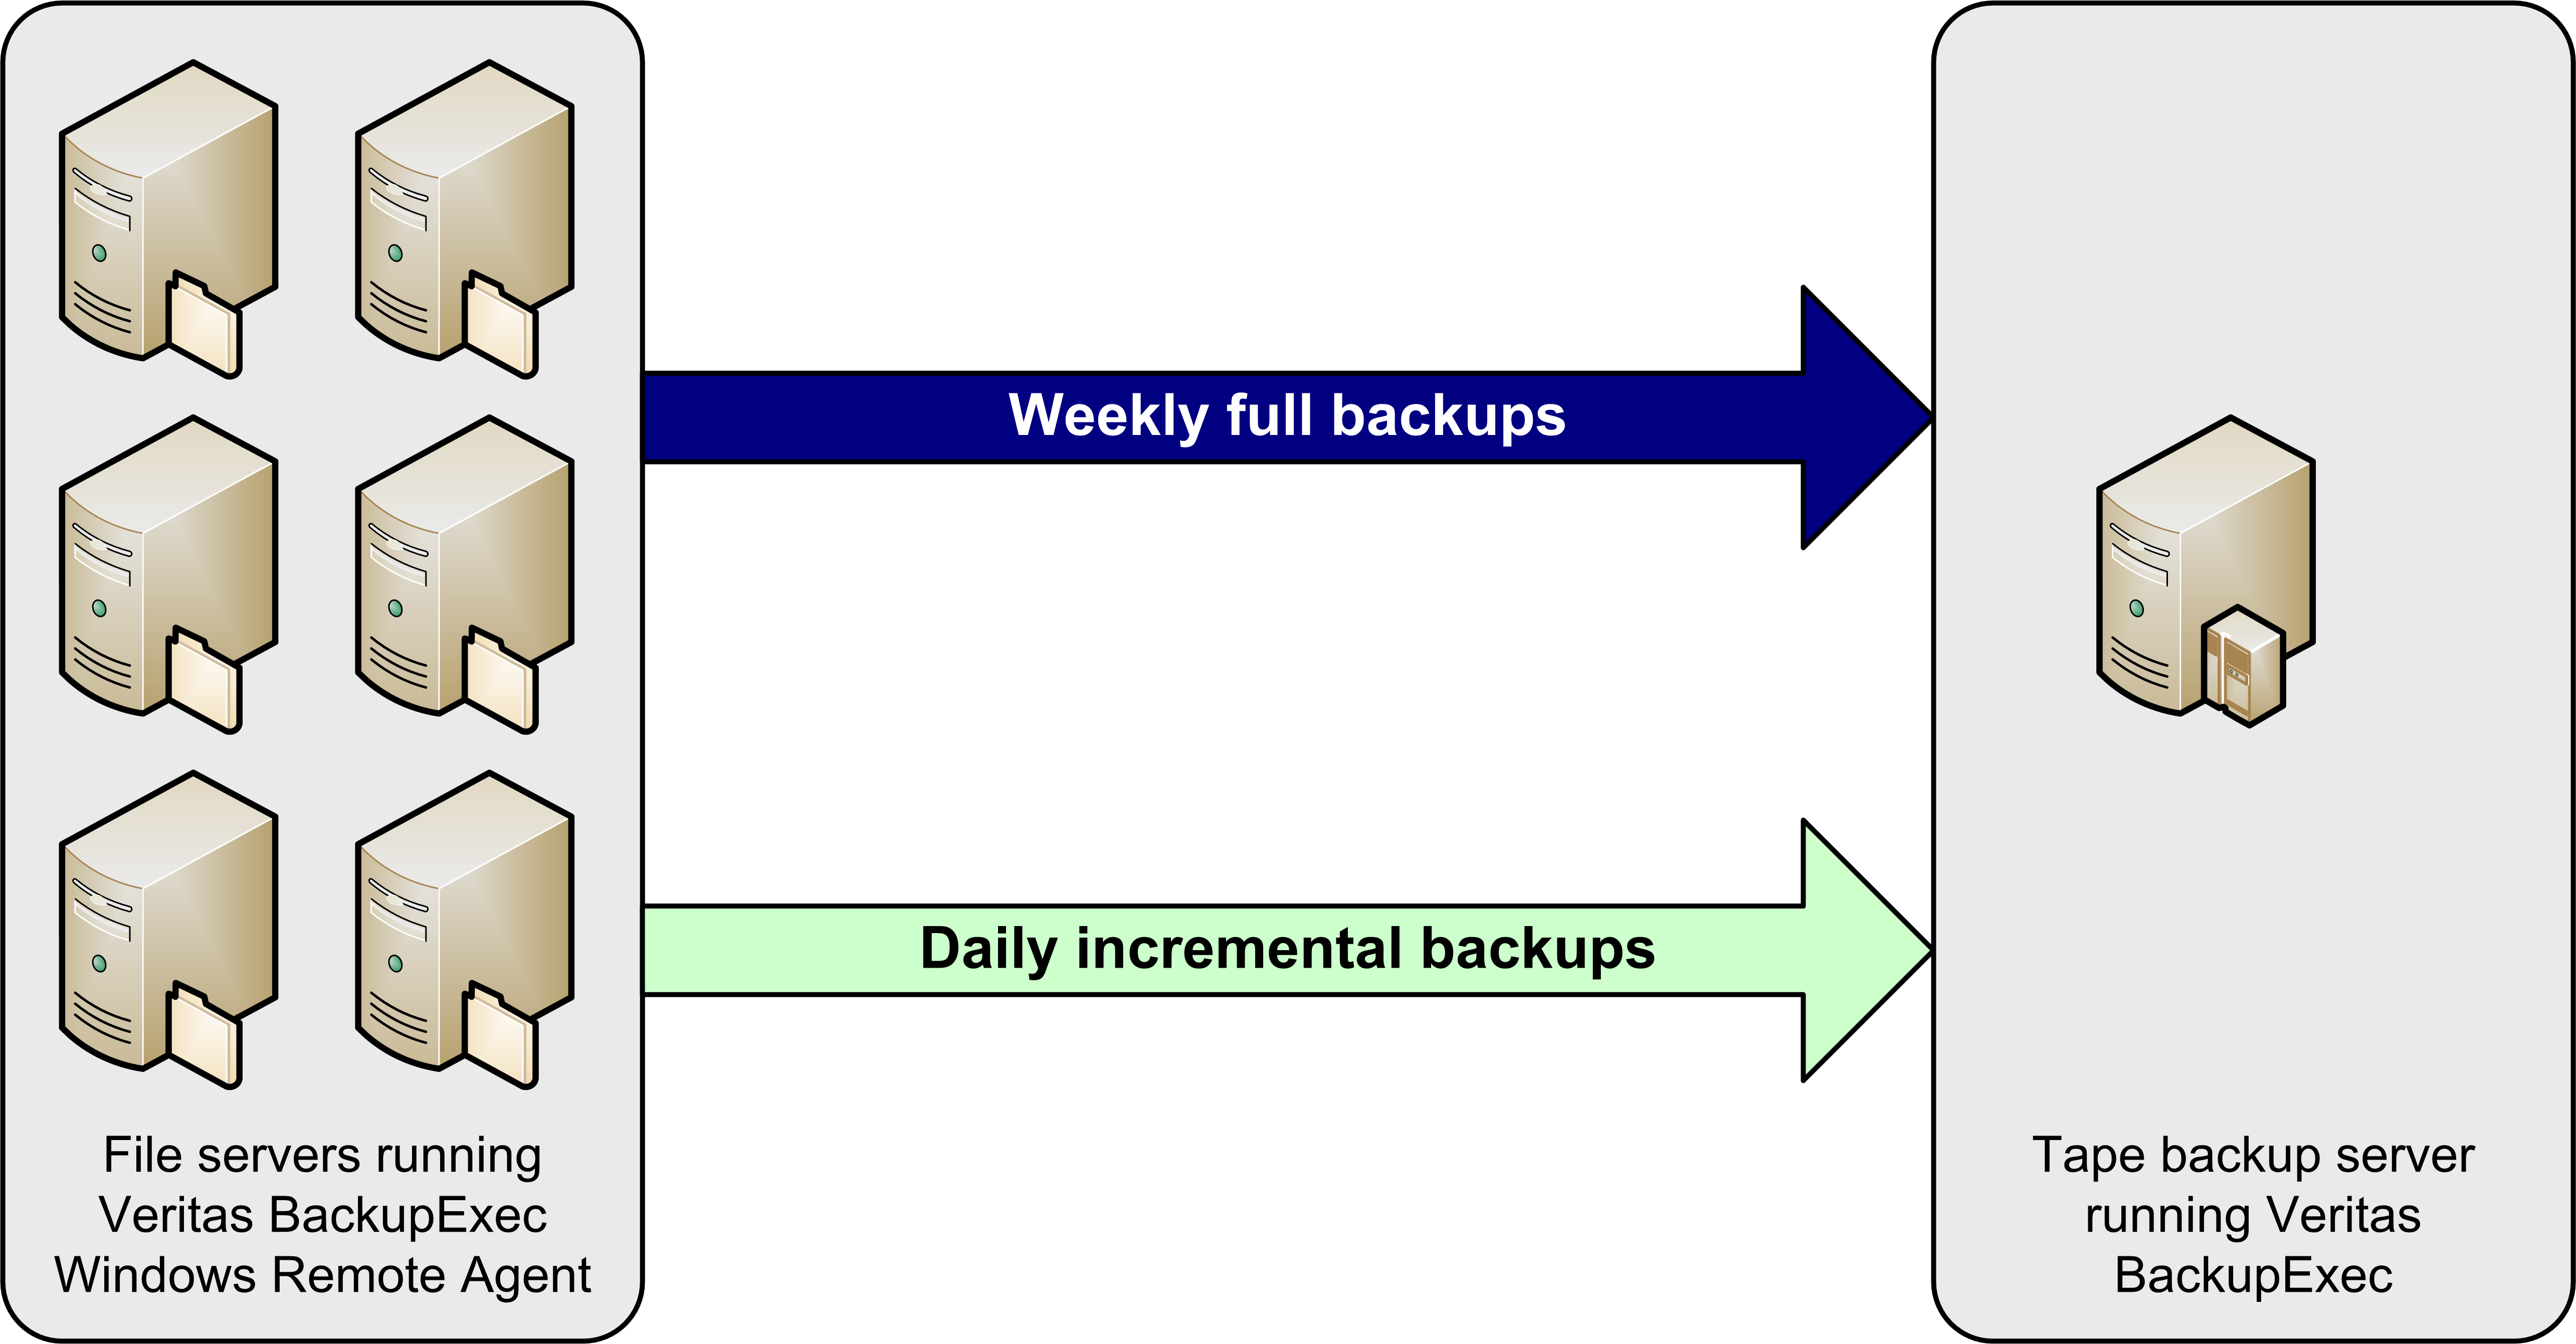 Weekly full backups
Daily incremental backups
File servers running
Veritas BackupExec
Windows Remote Agent
Tape backup server
running Veritas
BackupExec